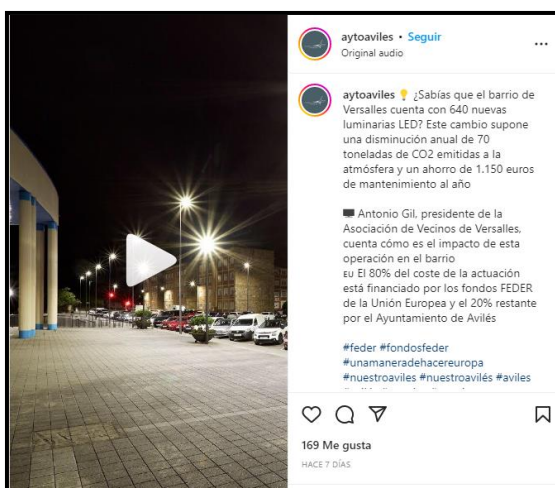 aytoaviles • Seguir
Original audio
aytoaviles 💡 ¿Sabías que el barrio de
Versalles cuenta con 640 nuevas
luminarias LED? Este cambio supone
una disminución anual de 70
toneladas de CO2 emitidas a la
atmósfera y un ahorro de 1.150 euros
de mantenimiento al año
🖥️ Antonio Gil, presidente de la
Asociación de Vecinos de Versalles,
cuenta cómo es el impacto de esta
operación en el barrio
EU El 80% del coste de la actuación
está financiado por los fondos FEDER
de la Unión Europea y el 20% restante
por el Ayuntamiento de Avilés
#feder #fondosfeder
#unamaneradehacereuropa
#nuestroaviles #nuestroavilés #aviles
169 Me gusta
HACE 7 DÍAS